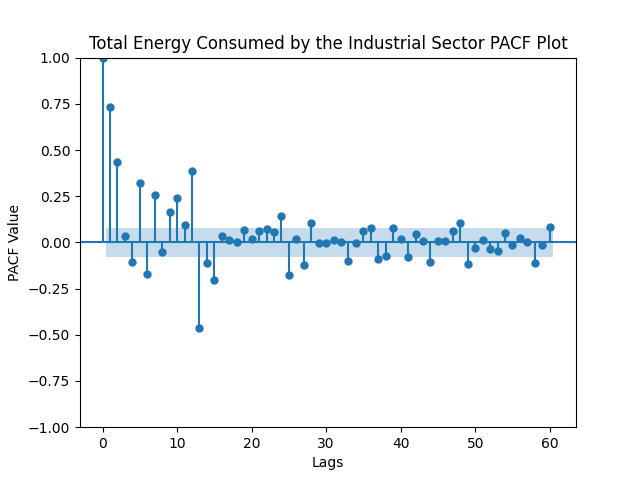 Total Energy Consumed by the Industrial Sector PACF Plot
1.00
0.75
0.50
0.25
0.00
−0.25
−0.50
−0.75
−1.00
PACF Value
0 10 20 30 40 50 60
Lags